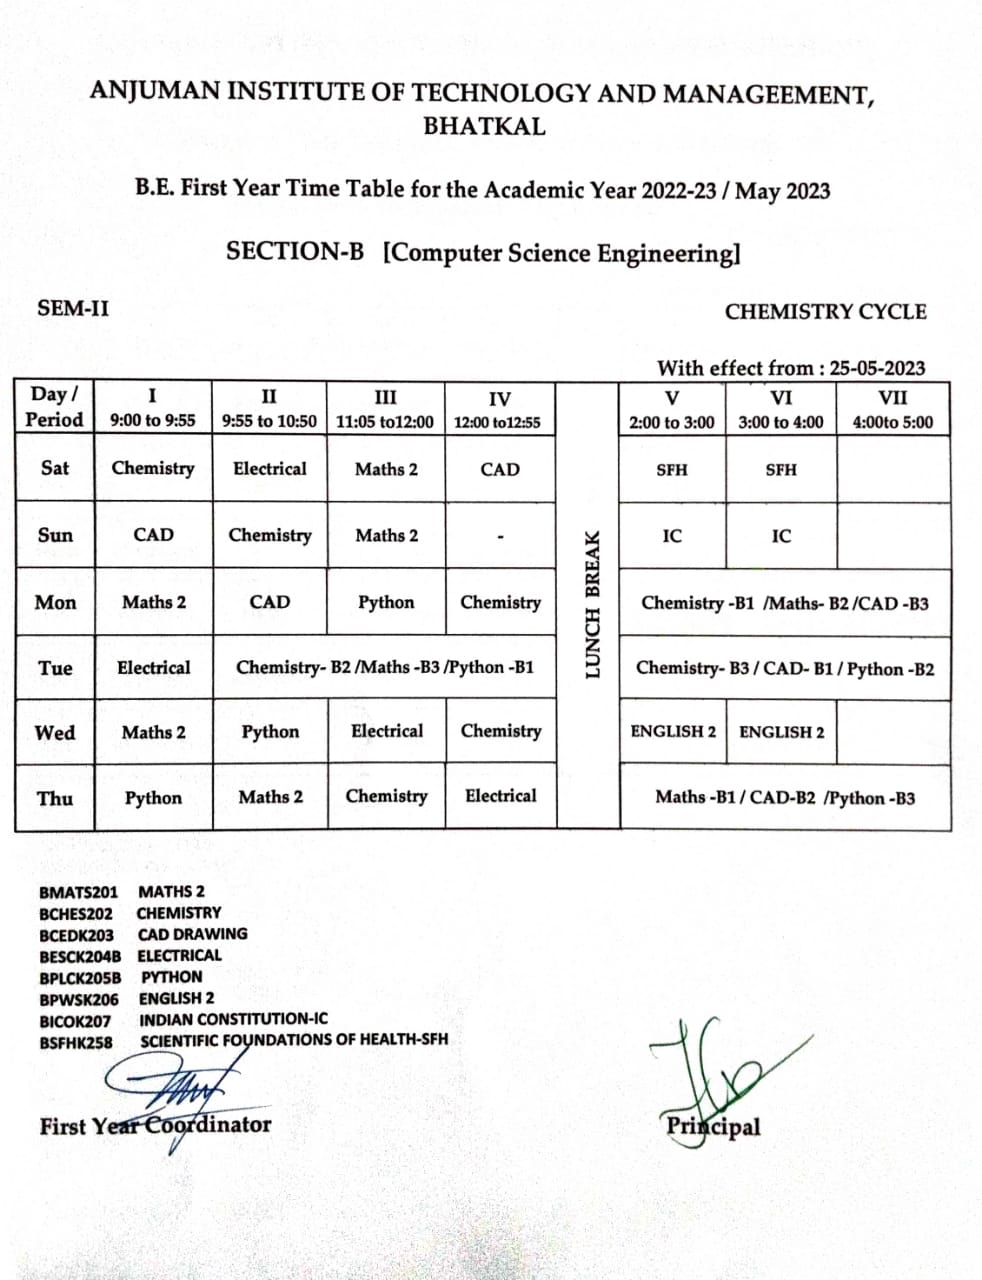 ANJUMAN INSTITUTE OF TECHNOLOGY AND MANAGEEMENT,
BHATKAL
B.E. First Year Time Table for the Academic Year 2022-23 / May 2023
SECTION-B [Computer Science Engineering]
SEM-II CHEMISTRY CYCLE
With effect from : 25-05-2023
Day / I II III IV V VI VII
Period 9:00 to 9:55 9:55 to 10:50 11:05 to12:00 12:00 to12:55 2:00 to 3:00 3:00 to 4:00 4:00to 5:00
LUNCH BREAK
Sat Chemistry Electrical Maths 2 CAD SFH SFH
Sun CAD Chemistry Maths 2 - IC IC
Mon Maths 2 CAD Python Chemistry Chemistry -B1 /Maths- B2 /CAD -B3
Tue Electrical Chemistry- B2 /Maths -B3 /Python -B1 Chemistry- B3 / CAD- B1 / Python -B2
Wed Maths 2 Python Electrical Chemistry ENGLISH 2 ENGLISH 2
Thu Python Maths 2 Chemistry Electrical Maths -B1 / CAD-B2 /Python -B3
BMATS201 MATHS 2
BCHES202 CHEMISTRY
BCEDK203 CAD DRAWING
BESCK204B ELECTRICAL
BPLCK205B PYTHON
BPWSK206 ENGLISH 2
BICOK207 INDIAN CONSTITUTION-IC
BSFHK258 SCIENTIFIC FOUNDATIONS OF HEALTH-SFH
First Year Coordinator Principal